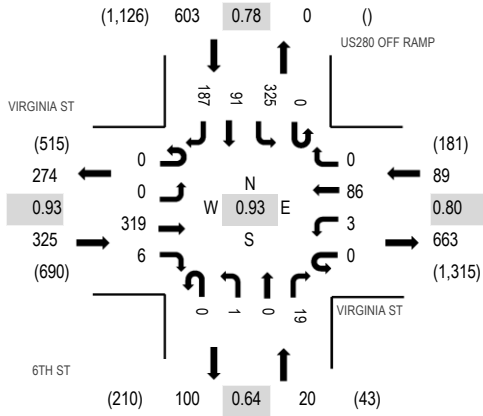 (1,126) 603 0.78 0 ()
US280 OFF RAMP
187 91 325 0
VIRGINIA ST
(515) (181)
0 0
274 89
0 N 86
0.93 W 0.93 E 0.80
319 3
325 S 663
6 0
(690) (1,315)
0 1 0 19
VIRGINIA ST
6TH ST
(210) 100 0.64 20 (43)